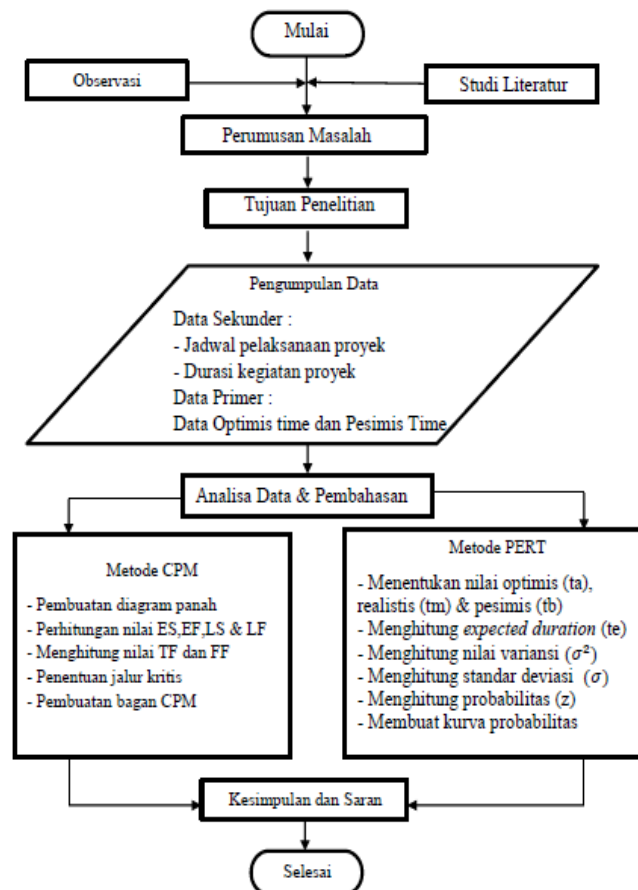 Mulai
Observasi
Studi Literatur
Perumusan Masalah
Tujuan Penelitian
Pengumpulan Data
Data Sekunder :
- Jadwal pelaksanaan proyek
- Durasi kegiatan proyek
Data Primer :
Data Optimis time dan Pesimis Time
Analisa Data & Pembahasan
Metode CPM
- Pembuatan diagram panah
- Perhitungan nilai ES,EF,LS & LF
- Menghitung nilai TF dan FF
- Penentuan jalur kritis
- Pembuatan bagan CPM
Metode PERT
- Menentukan nilai optimis (ta),
realistis (tm) & pesimis (tb)
- Menghitung expected duration (te)
- Menghitung nilai variansi (σ²)
- Menghitung standar deviasi (σ)
- Menghitung probabilitas (z)
- Membuat kurva probabilitas
Kesimpulan dan Saran
Selesai